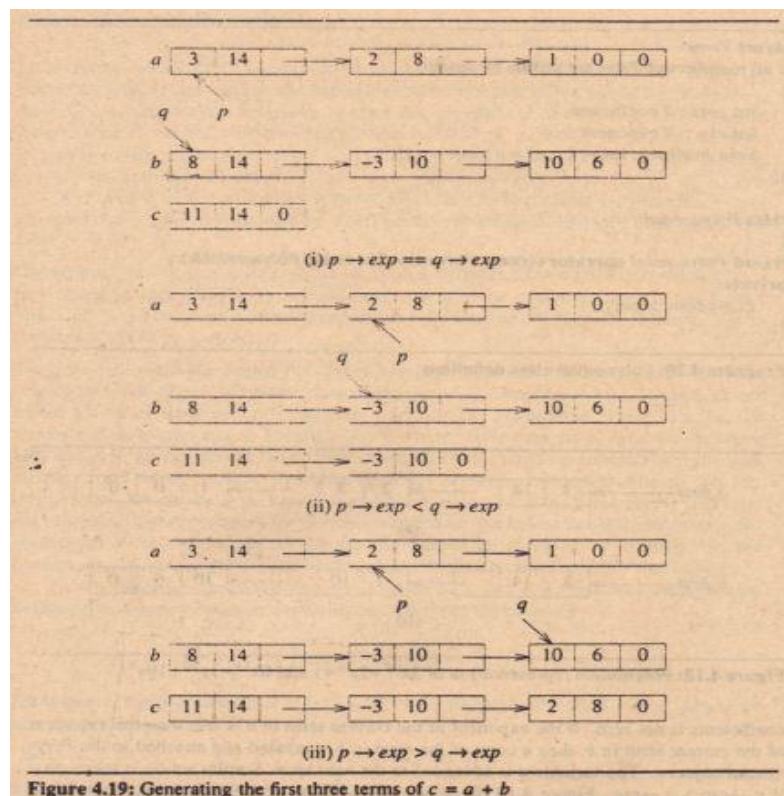 a 3 14 2 8 1 0 0
p
q
b 8 14 −3 10 10 6 0
c 11 14 0
(i) p → exp == q → exp
a 3 14 2 8 1 0 0
q p
b 8 14 −3 10 10 6 0
c 11 14 −3 10 0
(ii) p → exp < q → exp
a 3 14 2 8 1 0 0
p q
b 8 14 −3 10 10 6 0
c 11 14 −3 10 2 8 0
(iii) p → exp > q → exp
Figure 4.19: Generating the first three terms of c = a + b